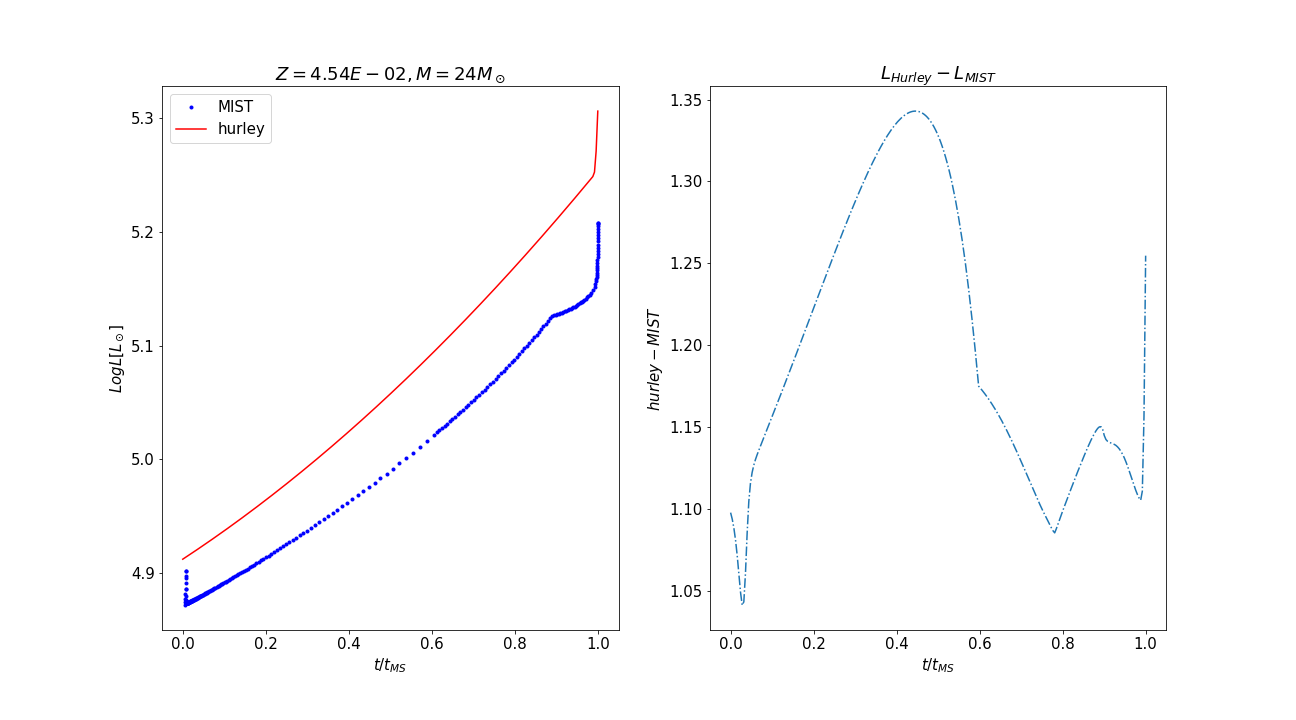 Z = 4.54E − 02, M = 24M⊙
MIST
hurley
5.3
5.2
5.1
5.0
4.9
LogL[L⊙]
0.0 0.2 0.4 0.6 0.8 1.0
t/tMS
LHurley − LMIST
1.35
1.30
1.25
1.20
1.15
1.10
1.05
hurley − MIST
0.0 0.2 0.4 0.6 0.8 1.0
t/tMS